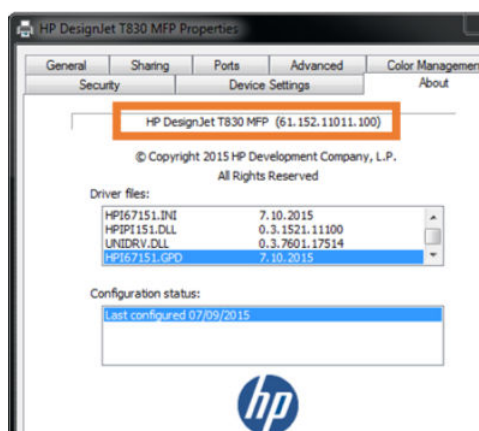 HP DesignJet T830 MFP Properties
General Sharing Ports Advanced Color Managemen
Security Device Settings About
HP DesignJet T830 MFP (61.152.11011.100)
© Copyright 2015 HP Development Company, L.P.
All Rights Reserved
Driver files:
HPI67151.INI 7.10.2015
HPIPI151.DLL 0.3.1521.11100
UNIDRV.DLL 0.3.7601.17514
HPI67151.GPD 7.10.2015
Configuration status:
Last configured 07/09/2015
hp